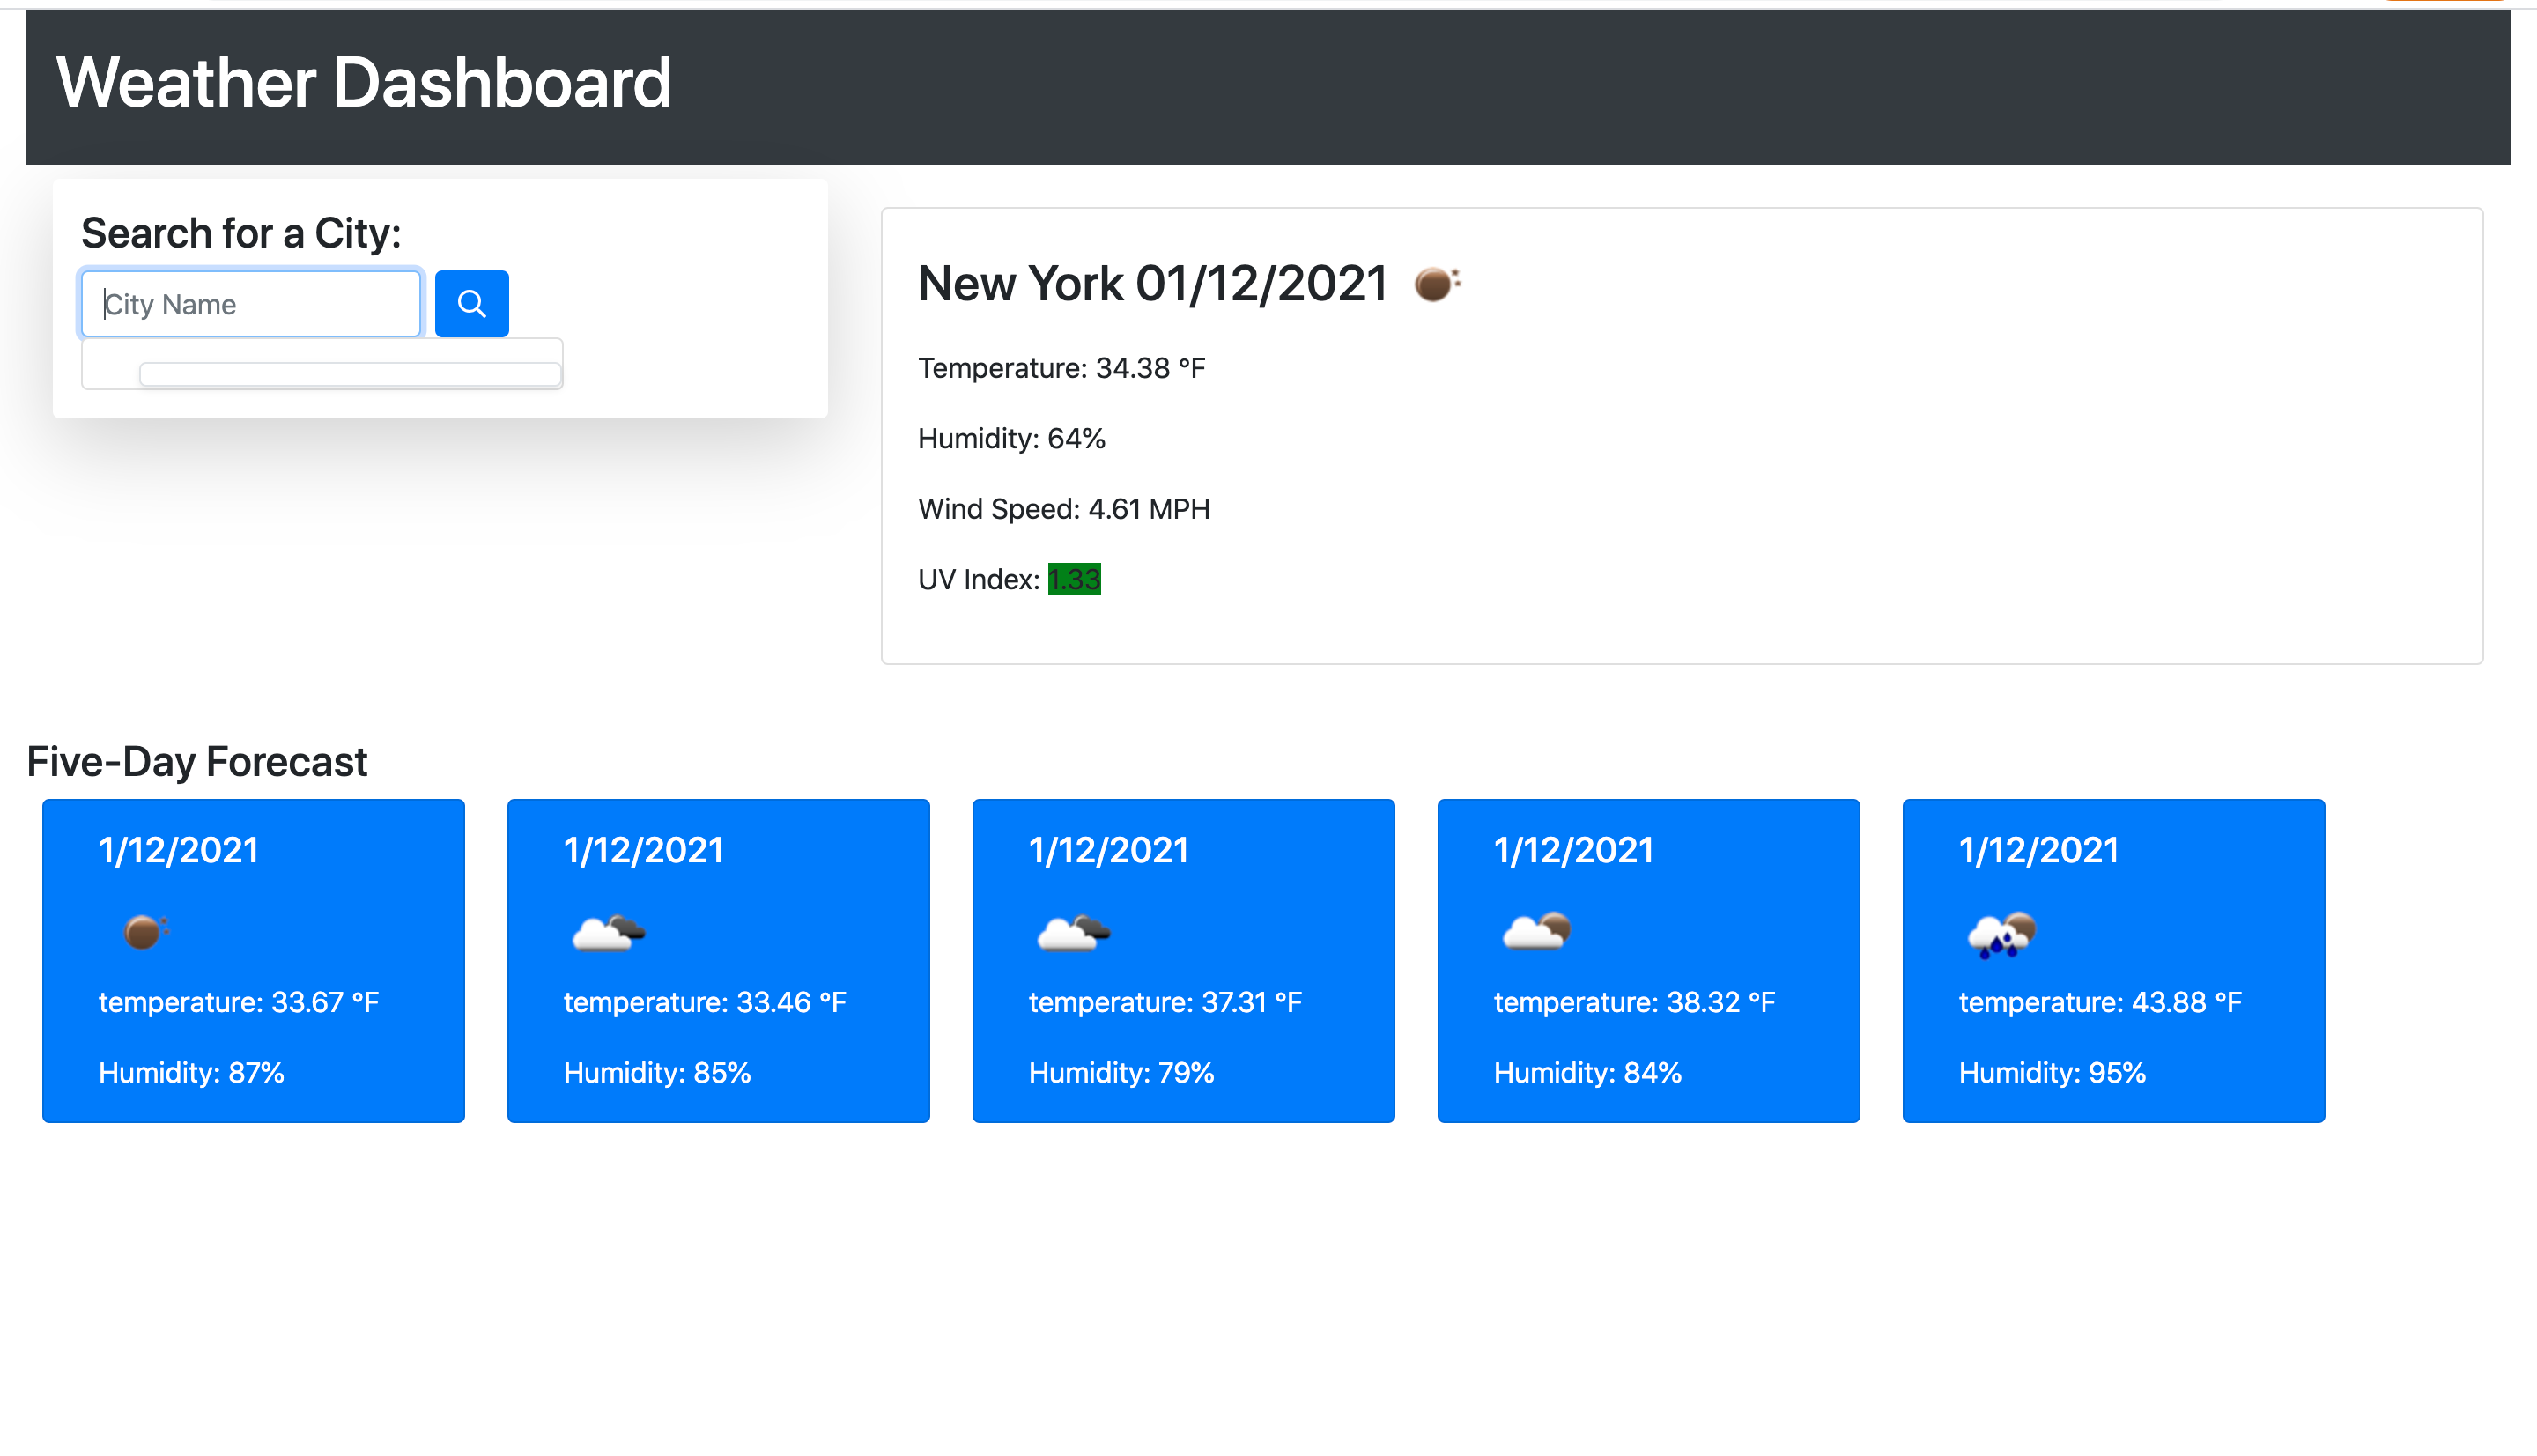 Weather Dashboard
Search for a City:
City Name
New York 01/12/2021
Temperature: 34.38 °F
Humidity: 64%
Wind Speed: 4.61 MPH
UV Index: 1.33
Five-Day Forecast
1/12/2021
temperature: 33.67 °F
Humidity: 87%
1/12/2021
temperature: 33.46 °F
Humidity: 85%
1/12/2021
temperature: 37.31 °F
Humidity: 79%
1/12/2021
temperature: 38.32 °F
Humidity: 84%
1/12/2021
temperature: 43.88 °F
Humidity: 95%